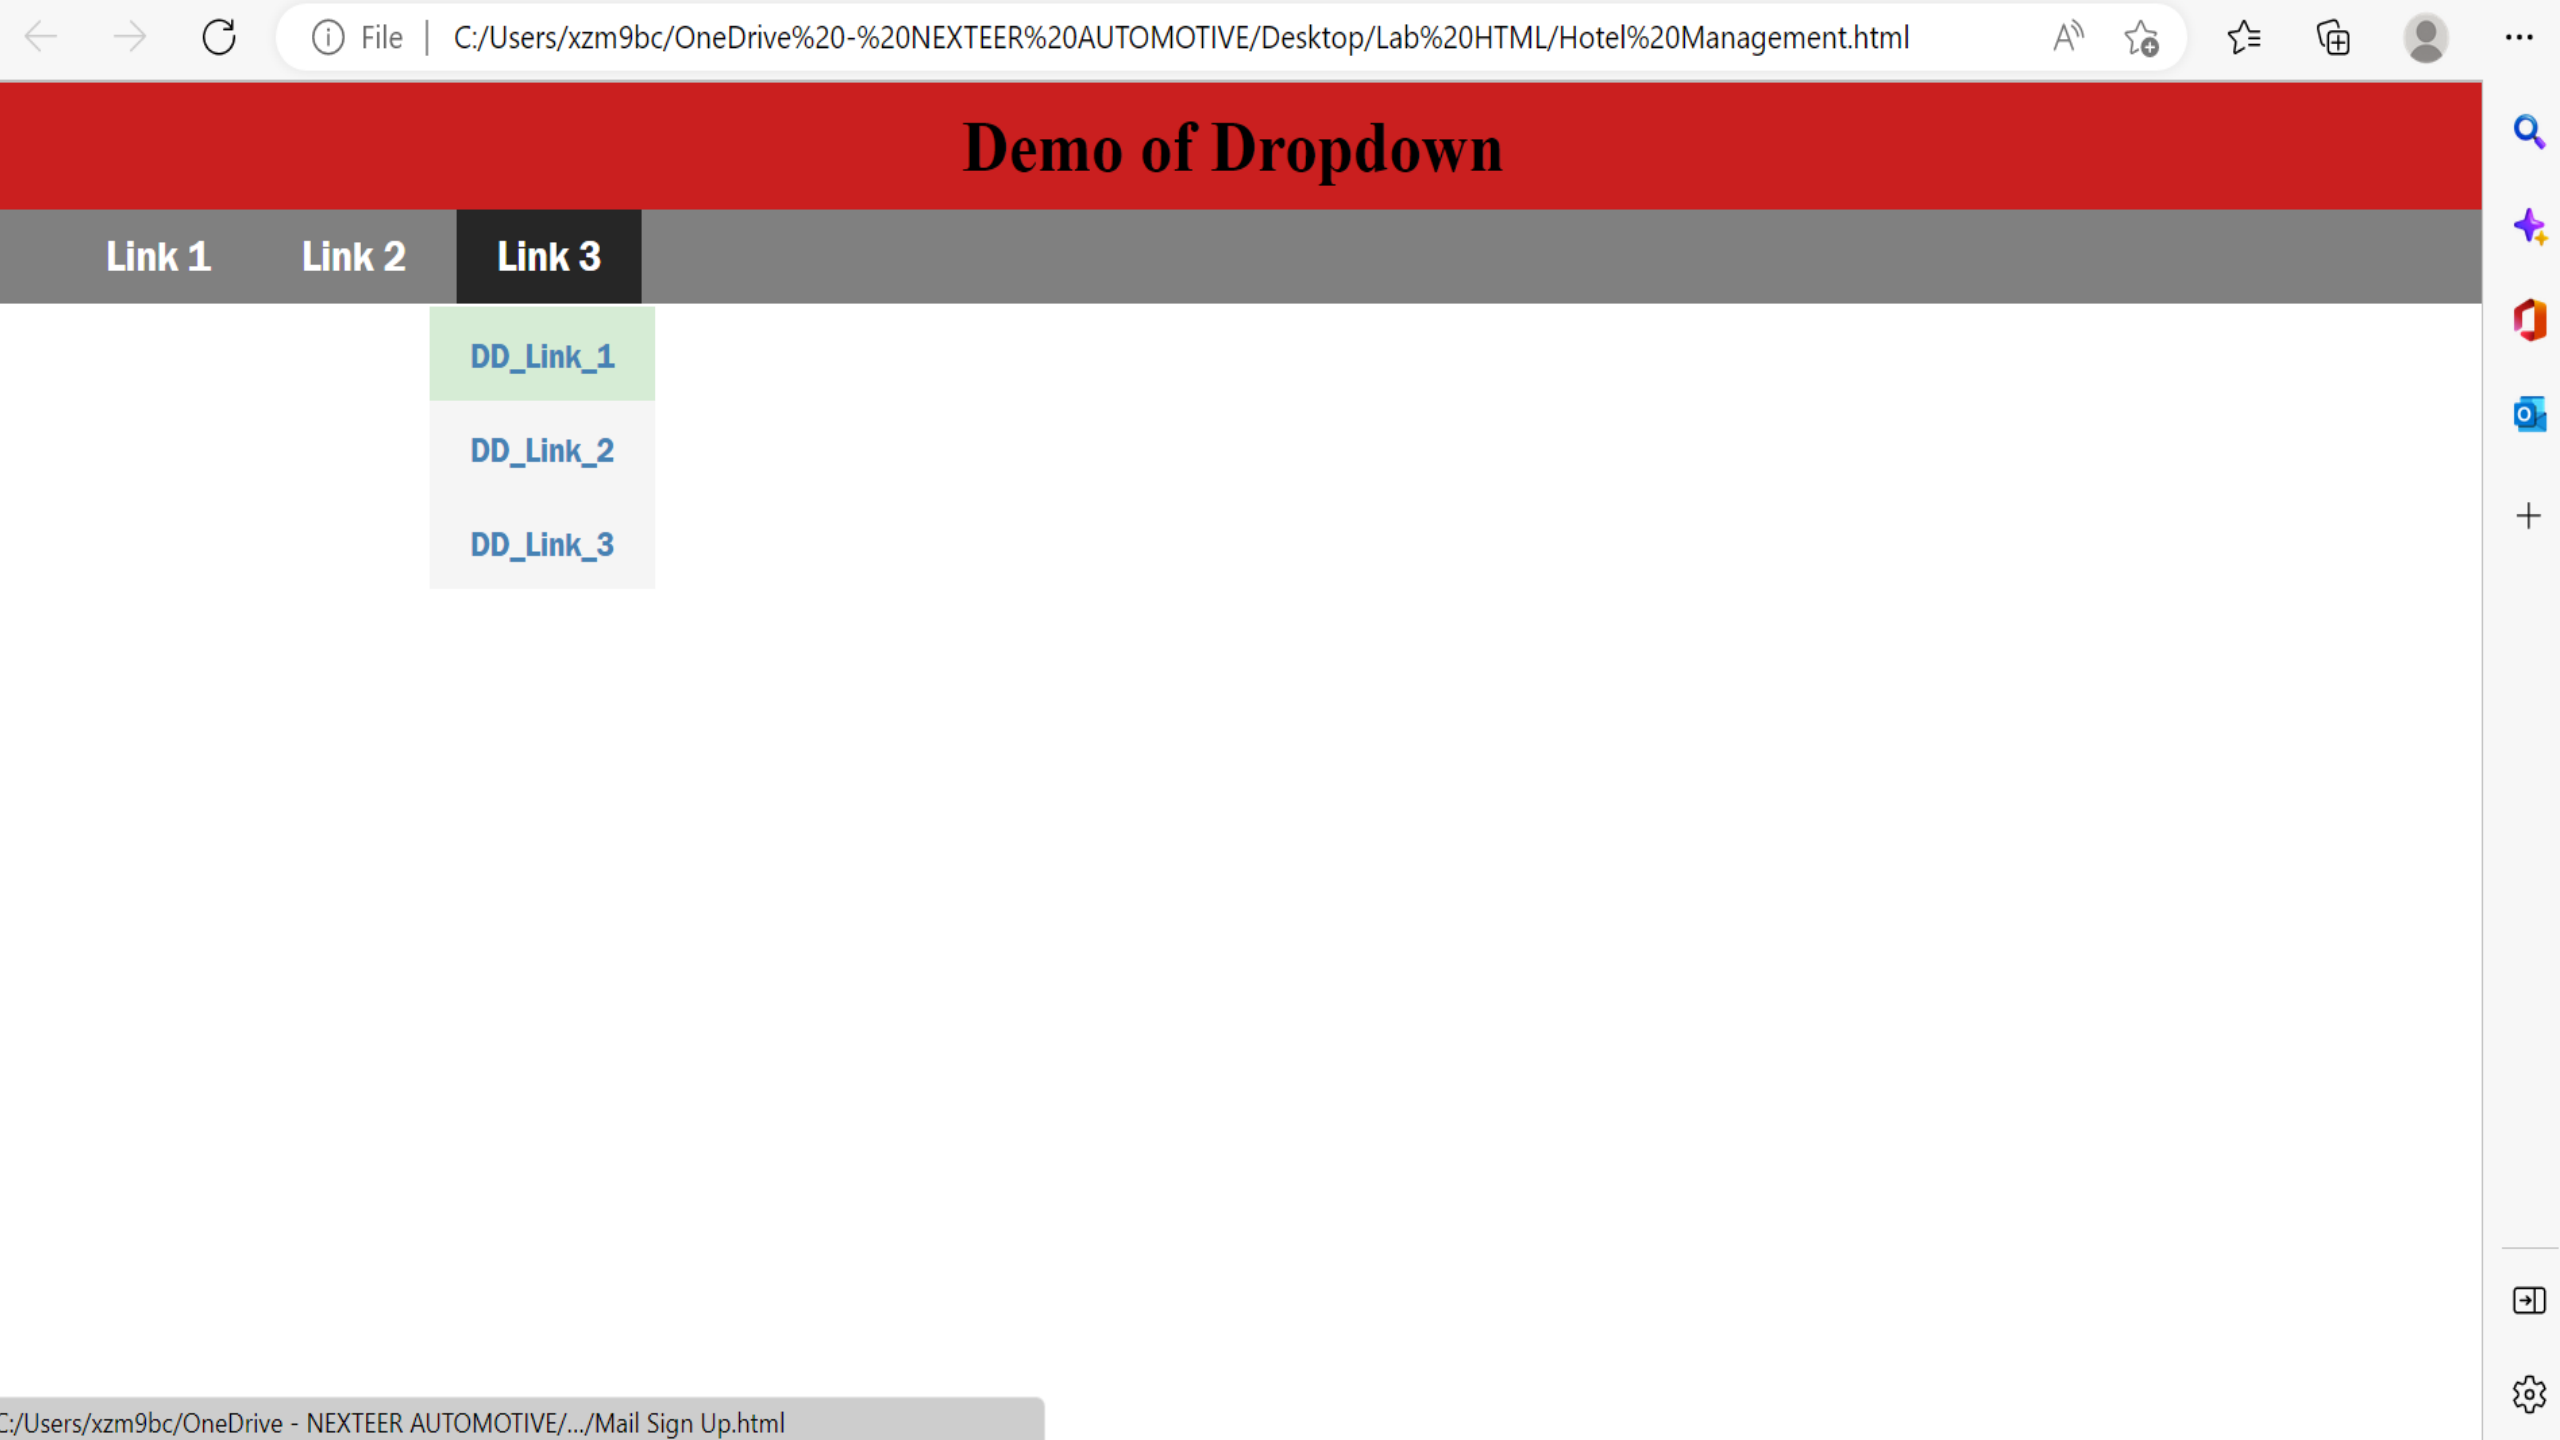 File | C:/Users/xzm9bc/OneDrive%20-%20NEXTEER%20AUTOMOTIVE/Desktop/Lab%20HTML/Hotel%20Management.html
Demo of Dropdown
Link 1 Link 2 Link 3
DD_Link_1
DD_Link_2
DD_Link_3
C:/Users/xzm9bc/OneDrive - NEXTEER AUTOMOTIVE/.../Mail Sign Up.html